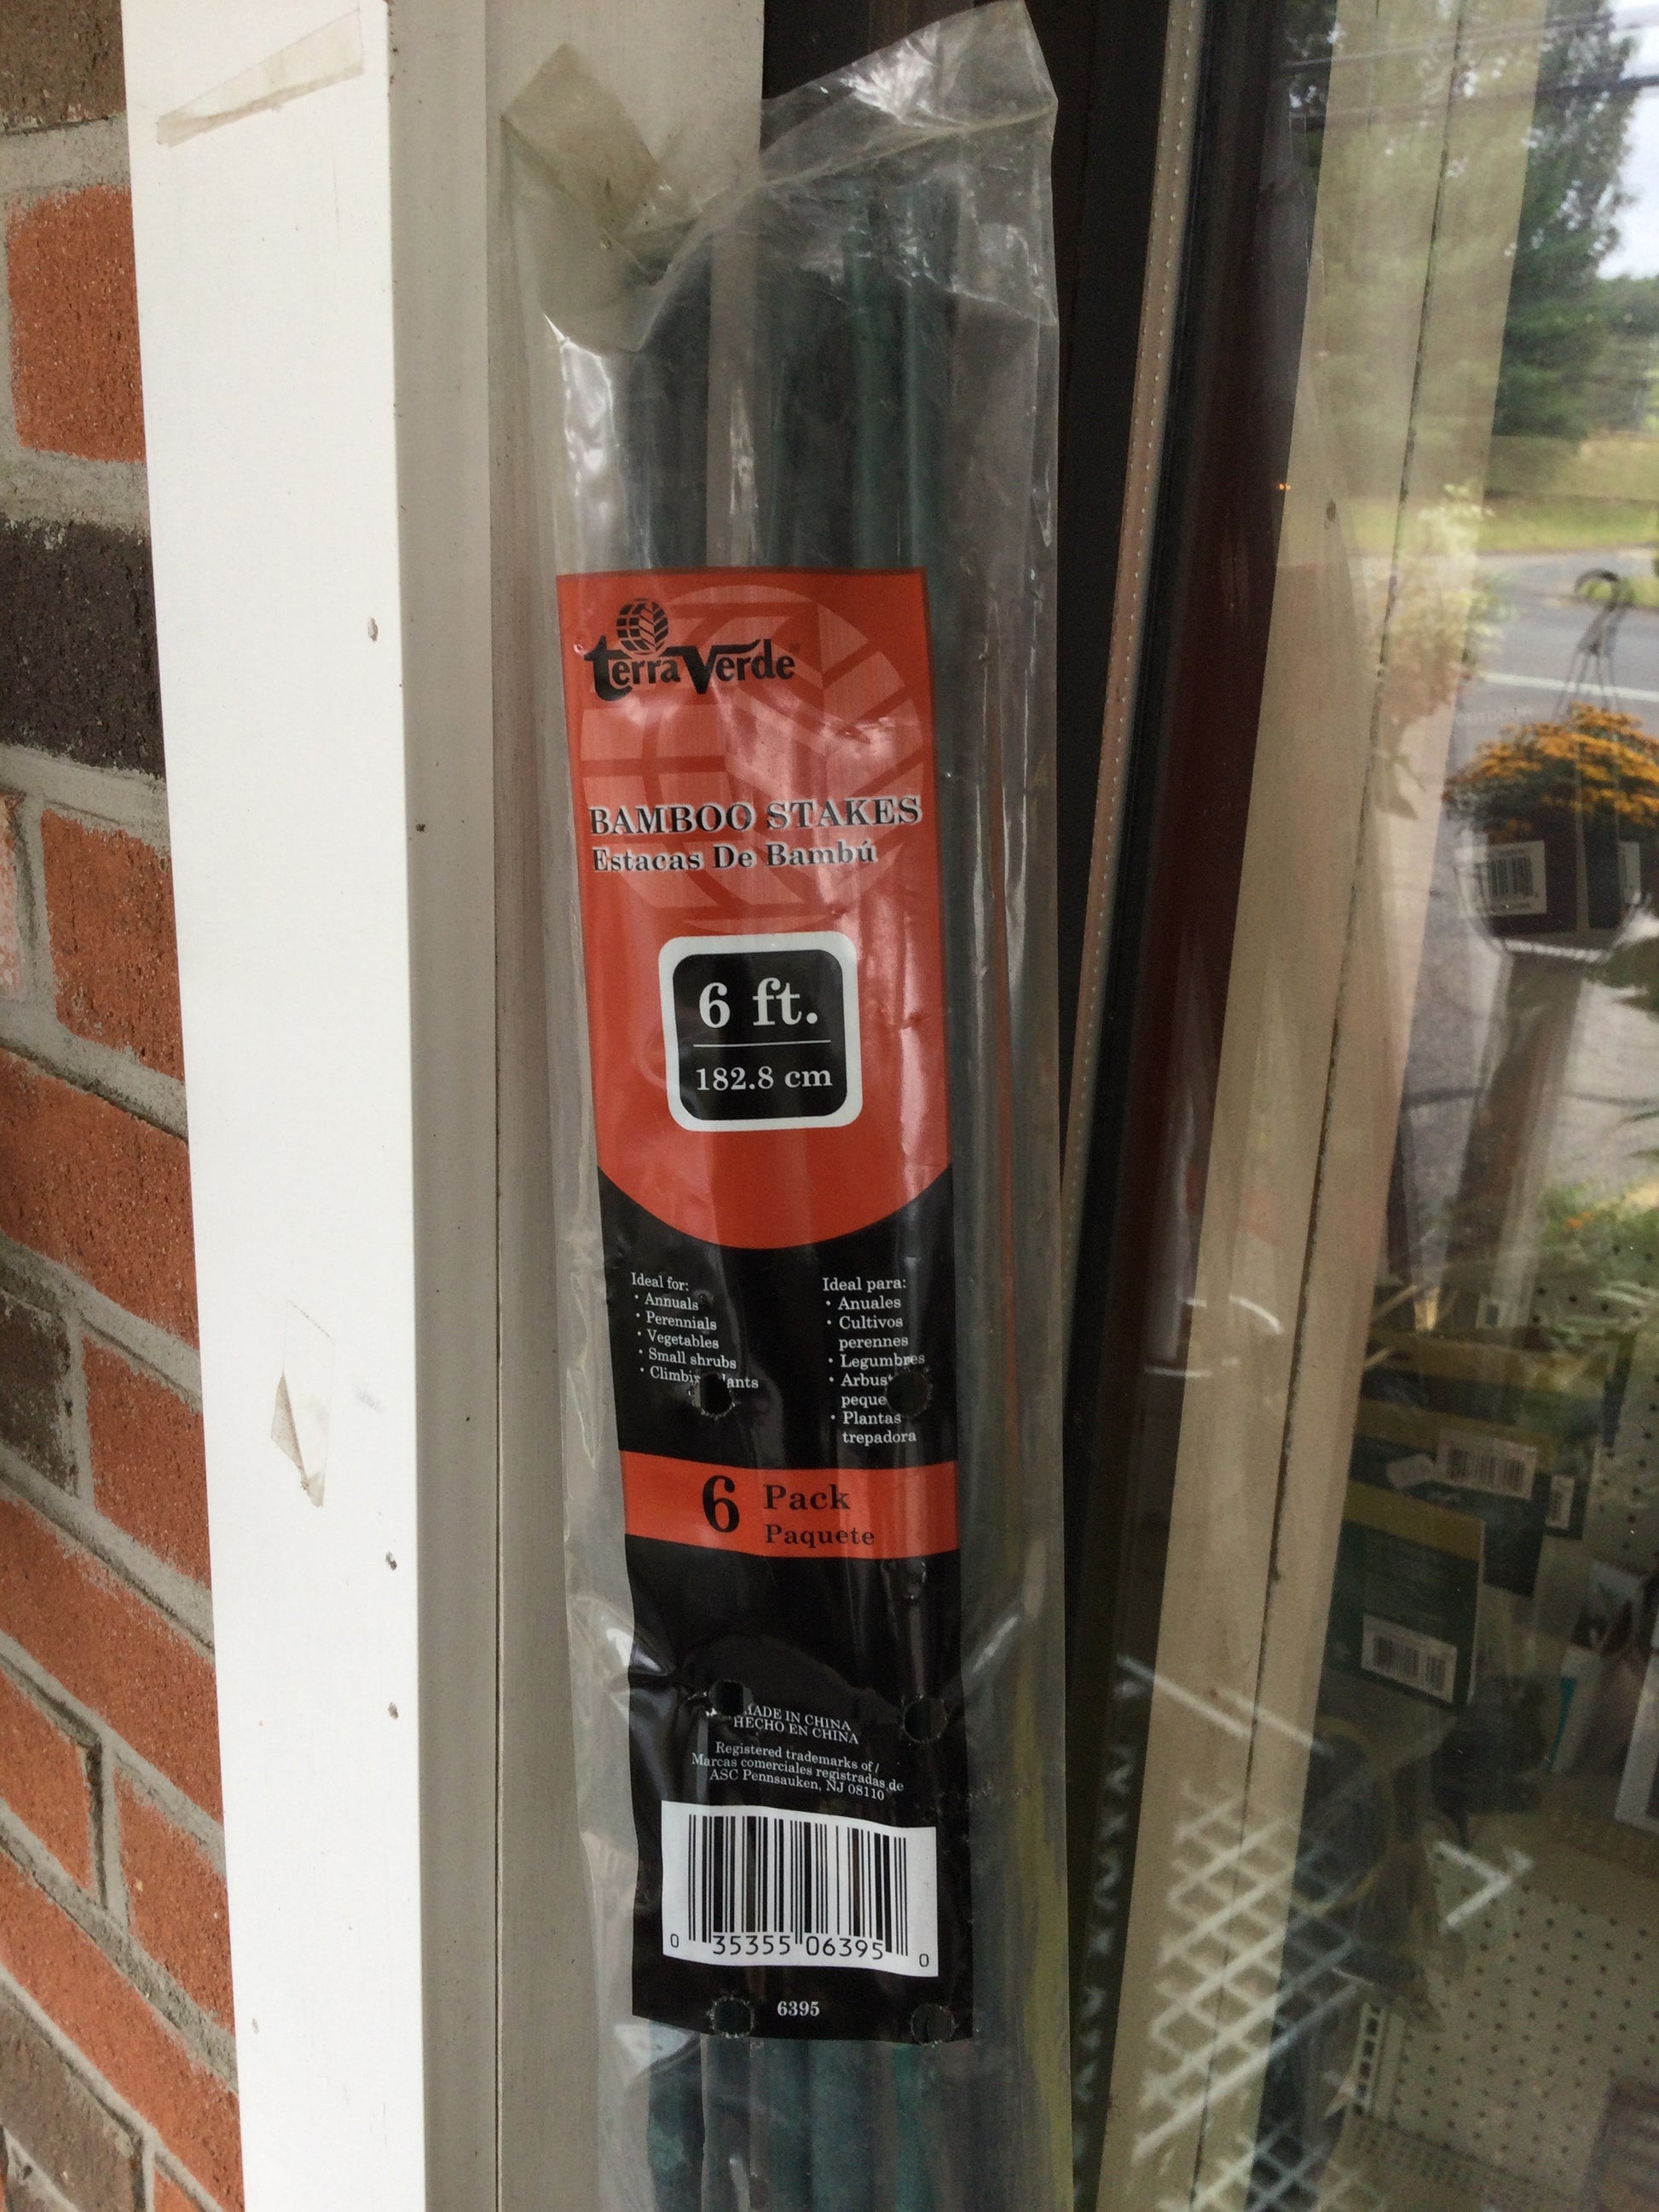 terra Verde
BAMBOO STAKES
Estacas De Bambú
6 ft.
182.8 cm
Ideal for:
• Annuals
• Perennials
• Vegetables
• Small shrubs
Ideal para:
• Anuales
• Cultivos
perennes
• Legumbres
• Plantas
trepadora
6 Pack
Paquete
IN CHINA
HECHO EN CHINA
Registered trademarks of /
Marcas comerciales registradas de
ASC Pennsauken, NJ 08110
0 35355 06395 0
6395